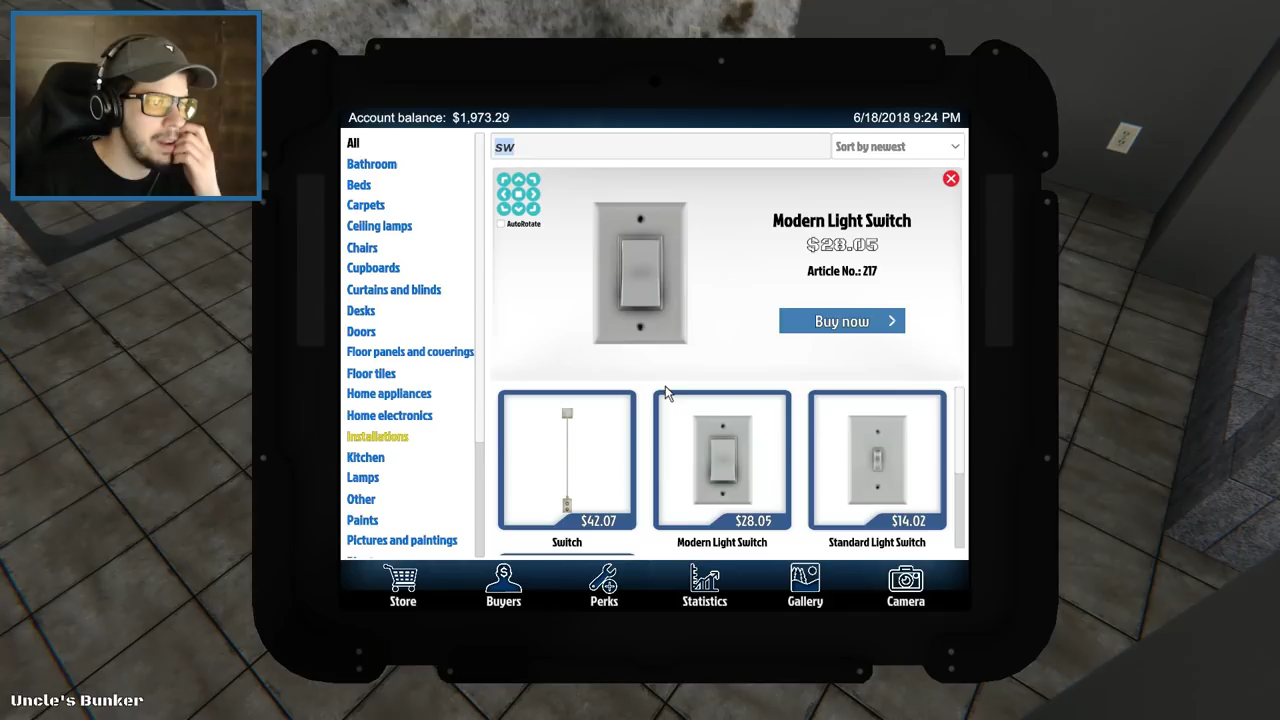 Account balance: $1,973.29
6/18/2018 9:24 PM
All
Bathroom
Beds
Carpets
Ceiling lamps
Chairs
Cupboards
Curtains and blinds
Desks
Doors
Floor panels and coverings
Floor tiles
Home appliances
Home electronics
Installations
Kitchen
Lamps
Other
Paints
Pictures and paintings
sw
Sort by newest
AutoRotate
Modern Light Switch
$28.05
Article No.: 217
Buy now
$42.07
$28.05
$14.02
Switch
Modern Light Switch
Standard Light Switch
Store
Buyers
Perks
Statistics
Gallery
Camera
Uncle's Bunker